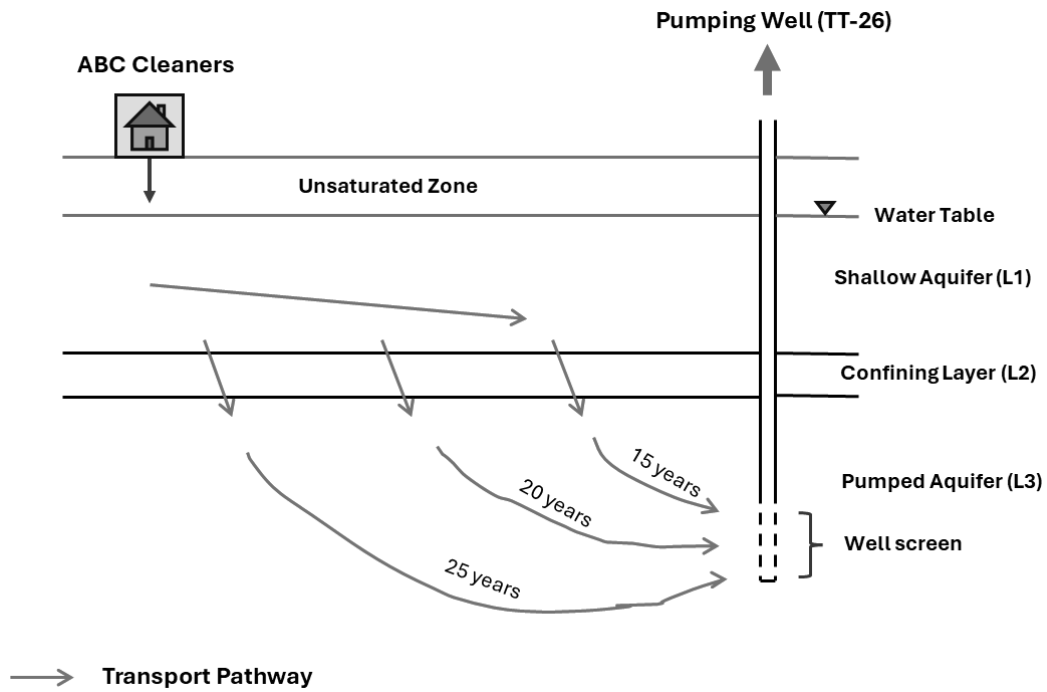 Pumping Well (TT-26)
ABC Cleaners
Unsaturated Zone
Water Table
Shallow Aquifer (L1)
Confining Layer (L2)
15 years
Pumped Aquifer (L3)
20 years
Well screen
25 years
Transport Pathway